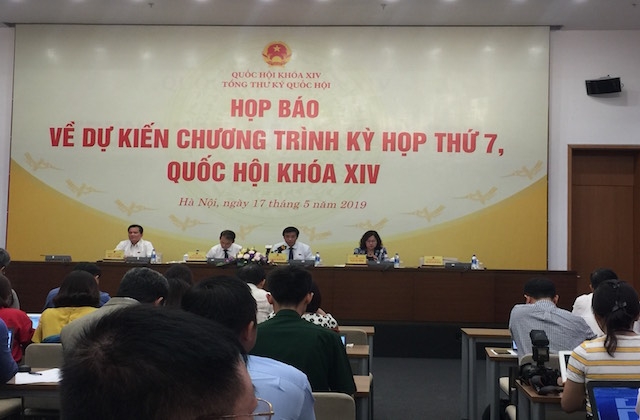 QUỐC HỘI KHÓA XIV
TỔNG THƯ KÝ QUỐC HỘI
HỌP BÁO
VỀ DỰ KIẾN CHƯƠNG TRÌNH KỲ HỌP THỨ 7,
QUỐC HỘI KHÓA XIV
Hà Nội, ngày 17 tháng 5 năm 2019